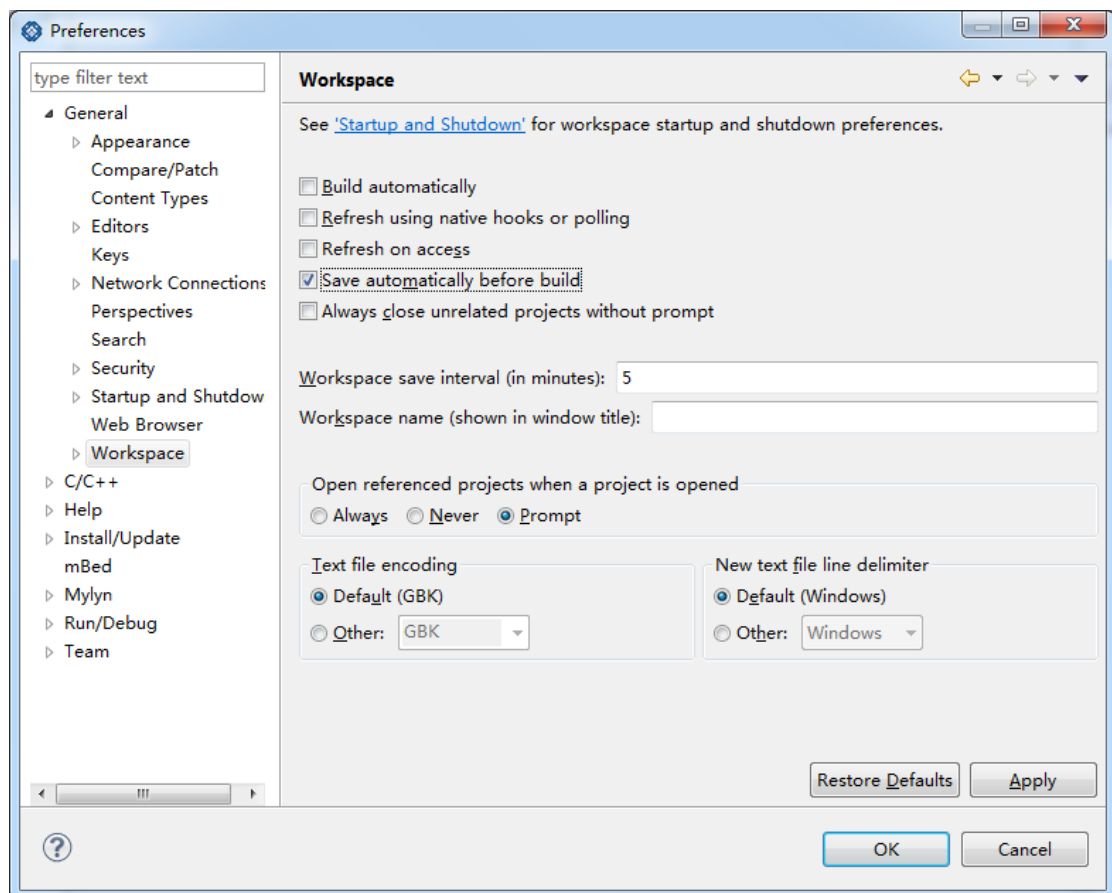 Preferences
type filter text
General
Appearance
Compare/Patch
Content Types
Editors
Keys
Network Connections
Perspectives
Search
Security
Startup and Shutdow
Web Browser
Workspace
C/C++
Help
Install/Update
mBed
Mylyn
Run/Debug
Team
Workspace
See 'Startup and Shutdown' for workspace startup and shutdown preferences.
Build automatically
Refresh using native hooks or polling
Refresh on access
Save automatically before build
Always close unrelated projects without prompt
Workspace save interval (in minutes): 5
Workspace name (shown in window title):
Open referenced projects when a project is opened
Always Never Prompt
Text file encoding
Default (GBK)
Other: GBK
New text file line delimiter
Default (Windows)
Other: Windows
Restore Defaults Apply
OK Cancel